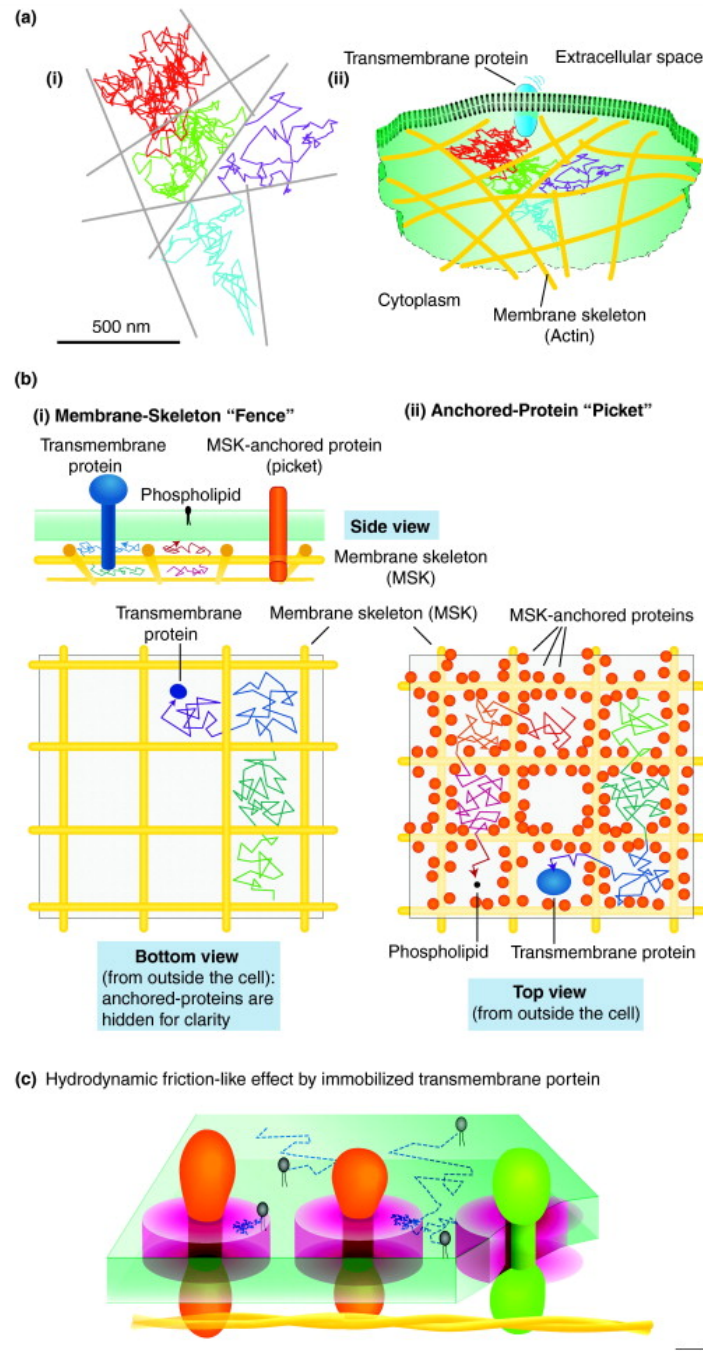 (a)
(i)
(ii)
Transmembrane protein
Extracellular space
500 nm
Cytoplasm
Membrane skeleton
(Actin)
(b)
(i) Membrane-Skeleton “Fence”
(ii) Anchored-Protein “Picket”
Transmembrane
protein
MSK-anchored protein
(picket)
Phospholipid
Side view
Membrane skeleton
(MSK)
Transmembrane
protein
Membrane skeleton (MSK)
MSK-anchored proteins
Phospholipid
Transmembrane protein
Bottom view
(from outside the cell):
anchored-proteins are
hidden for clarity
Top view
(from outside the cell)
(c) Hydrodynamic friction-like effect by immobilized transmembrane portein